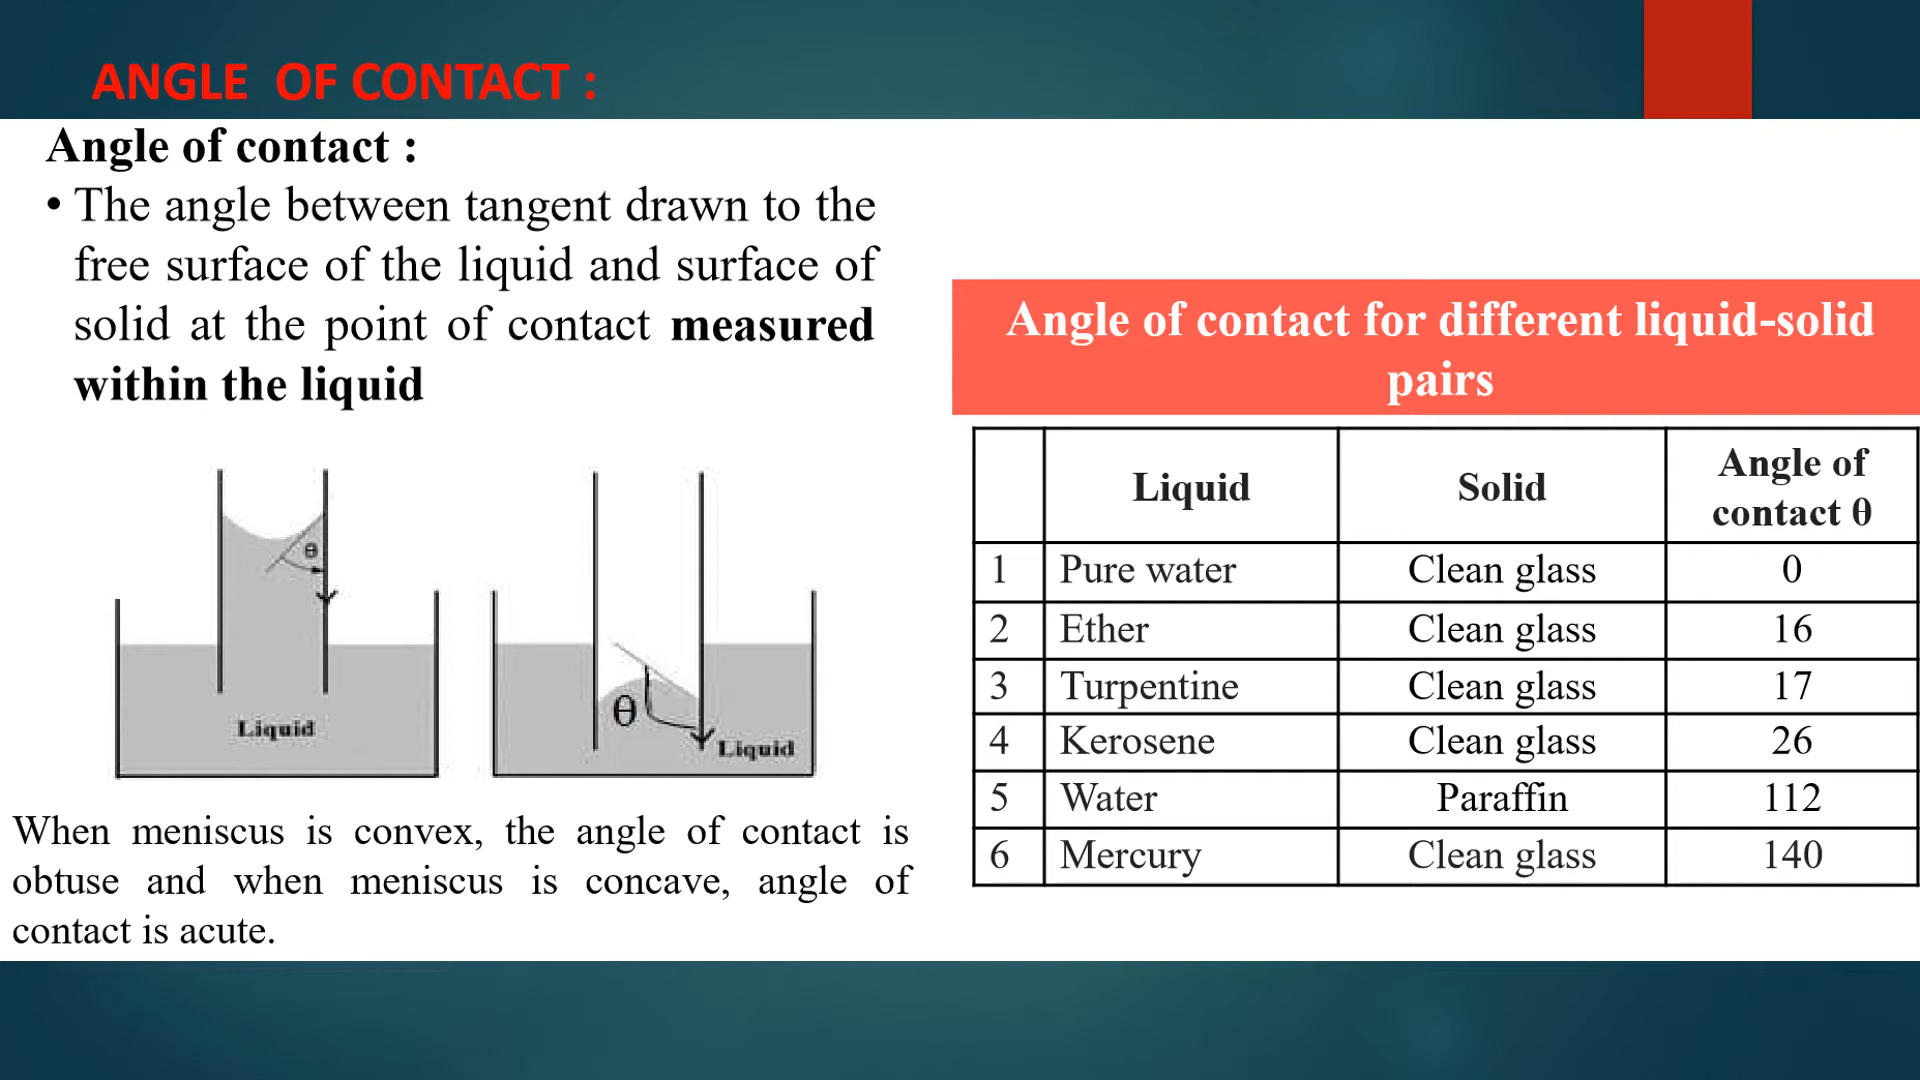 ANGLE OF CONTACT :
Angle of contact :
• The angle between tangent drawn to the
free surface of the liquid and surface of
solid at the point of contact measured
within the liquid
θ
Liquid
θ
Liquid
When meniscus is convex, the angle of contact is
obtuse and when meniscus is concave, angle of
contact is acute.
Angle of contact for different liquid-solid
pairs
Liquid Solid Angle of
contact θ
1 Pure water Clean glass 0
2 Ether Clean glass 16
3 Turpentine Clean glass 17
4 Kerosene Clean glass 26
5 Water Paraffin 112
6 Mercury Clean glass 140